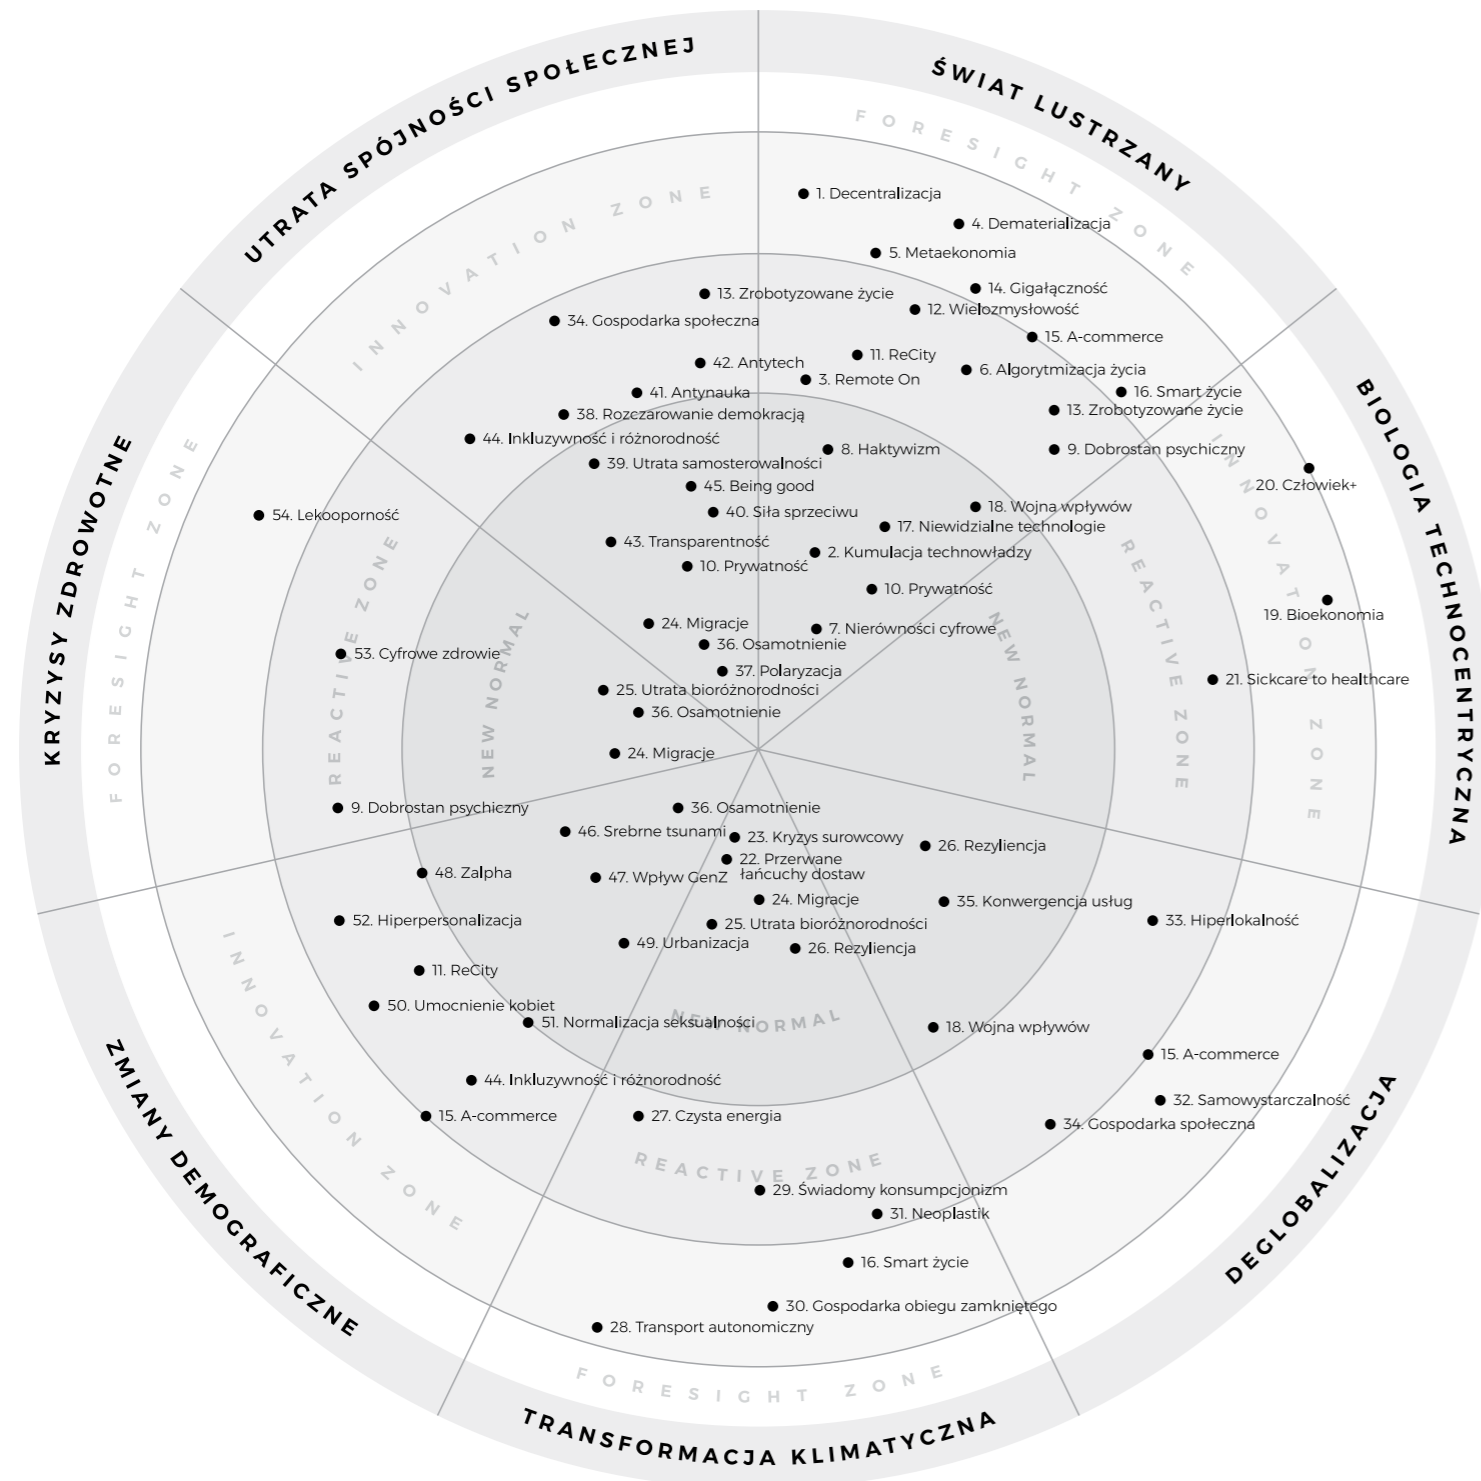 UTRATA SPÓJNOŚCI SPOŁECZNEJ
ŚWIAT LUSTRZANY
BIOLOGIA TECHNOCENTRYCZNA
DEGLOBALIZACJA
TRANSFORMACJA KLIMATYCZNA
ZMIANY DEMOGRAFICZNE
KRYZYSY ZDROWOTNE
FORESIGHT ZONE
INNOVATION ZONE
1. Decentralizacja
4. Dematerializacja
5. Metaekonomia
14. Gigałączność
13. Zrobotyzowane życie
12. Wielozmysłowość
34. Gospodarka społeczna
15. A-commerce
11. ReCity
42. Antytech
6. Algorytmizacja życia
3. Remote On
16. Smart życie
41. Antynauka
13. Zrobotyzowane życie
38. Rozczarowanie demokracją
44. Inkluzywność i różnorodność
8. Haktywizm
9. Dobrostan psychiczny
39. Utrata samosterowalności
20. Człowiek+
45. Being good
18. Wojna wpływów
40. Siła sprzeciwu
54. Lekooporność
17. Niewidzialne technologie
43. Transparentność
2. Kumulacja technowładzy
10. Prywatność
10. Prywatność
19. Bioekonomia
24. Migracje
7. Nierówności cyfrowe
36. Osamotnienie
53. Cyfrowe zdrowie
37. Polaryzacja
21. Sickcare to healthcare
25. Utrata bioróżnorodności
36. Osamotnienie
24. Migracje
FORESIGHT ZONE
REACTIVE ZONE
NEW NORMAL
NEW NORMAL
REACTIVE ZONE
INNOVATION ZONE
9. Dobrostan psychiczny
36. Osamotnienie
46. Srebrne tsunami
23. Kryzys surowcowy
26. Rezyliencja
22. Przerwane
łańcuchy dostaw
48. Zalpha
47. Wpływ GenZ
24. Migracje
35. Konwergencja usług
52. Hiperpersonalizacja
25. Utrata bioróżnorodności
33. Hiperlokalność
49. Urbanizacja
26. Rezyliencja
11. ReCity
50. Umocnienie kobiet
51. Normalizacja seksualności
NEW NORMAL
18. Wojna wpływów
15. A-commerce
44. Inkluzywność i różnorodność
32. Samowystarczalność
15. A-commerce
27. Czysta energia
34. Gospodarka społeczna
INNOVATION ZONE
REACTIVE ZONE
29. Świadomy konsumpcjonizm
31. Neoplastik
16. Smart życie
30. Gospodarka obiegu zamkniętego
28. Transport autonomiczny
FORESIGHT ZONE